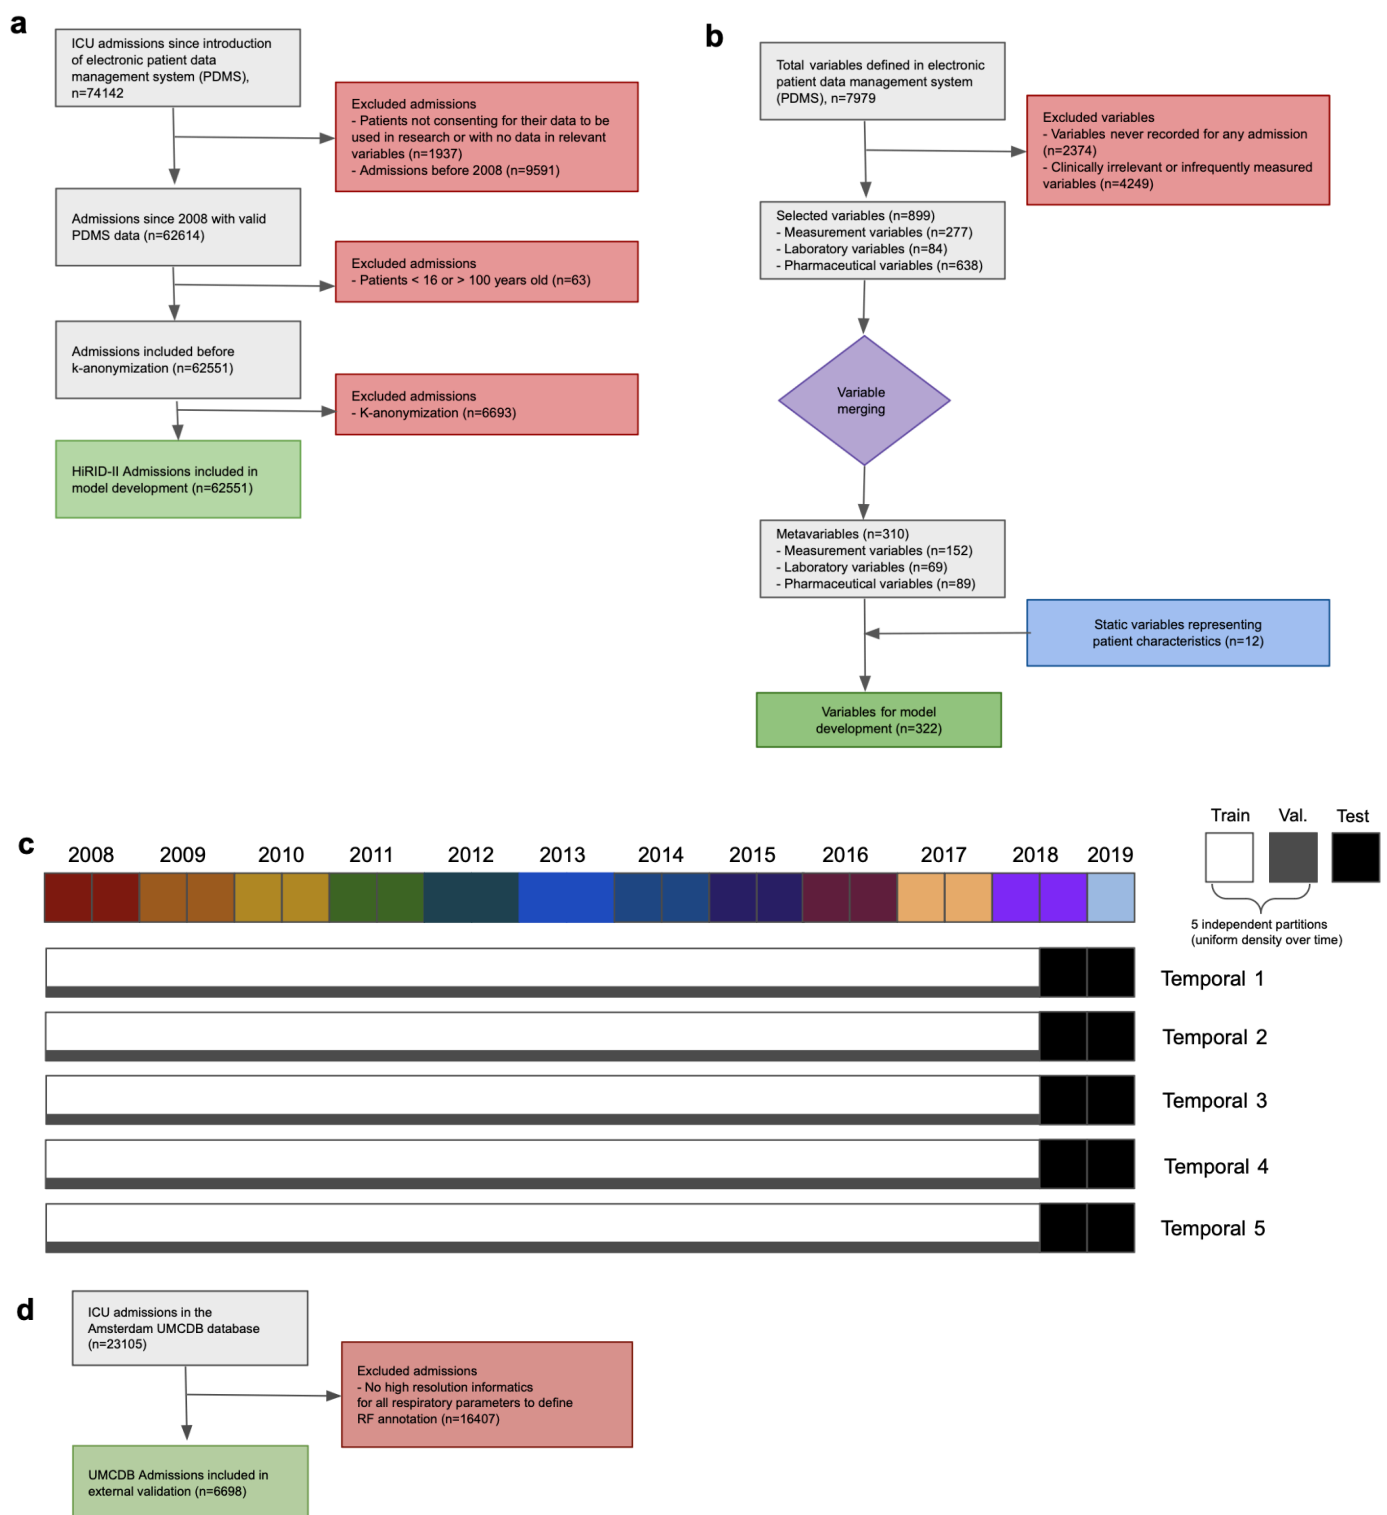 a
ICU admissions since introduction
of electronic patient data
management system (PDMS),
n=74142
Excluded admissions
- Patients not consenting for their data to be
used in research or with no data in relevant
variables (n=1937)
- Admissions before 2008 (n=9591)
Admissions since 2008 with valid
PDMS data (n=62614)
Excluded admissions
- Patients < 16 or > 100 years old (n=63)
Admissions included before
k-anonymization (n=62551)
Excluded admissions
- K-anonymization (n=6693)
HiRID-II Admissions included in
model development (n=62551)
b
Total variables defined in electronic
patient data management system
(PDMS), n=7979
Excluded variables
- Variables never recorded for any admission
(n=2374)
- Clinically irrelevant or infrequently measured
variables (n=4249)
Selected variables (n=899)
- Measurement variables (n=277)
- Laboratory variables (n=84)
- Pharmaceutical variables (n=638)
Variable
merging
Metavariables (n=310)
- Measurement variables (n=152)
- Laboratory variables (n=69)
- Pharmaceutical variables (n=89)
Static variables representing
patient characteristics (n=12)
Variables for model
development (n=322)
c
2008 2009 2010 2011 2012 2013 2014 2015 2016 2017 2018 2019
Train Val. Test
5 independent partitions
(uniform density over time)
Temporal 1
Temporal 2
Temporal 3
Temporal 4
Temporal 5
d
ICU admissions in the
Amsterdam UMCDB database
(n=23105)
Excluded admissions
- No high resolution informatics
for all respiratory parameters to define
RF annotation (n=16407)
UMCDB Admissions included in
external validation (n=6698)